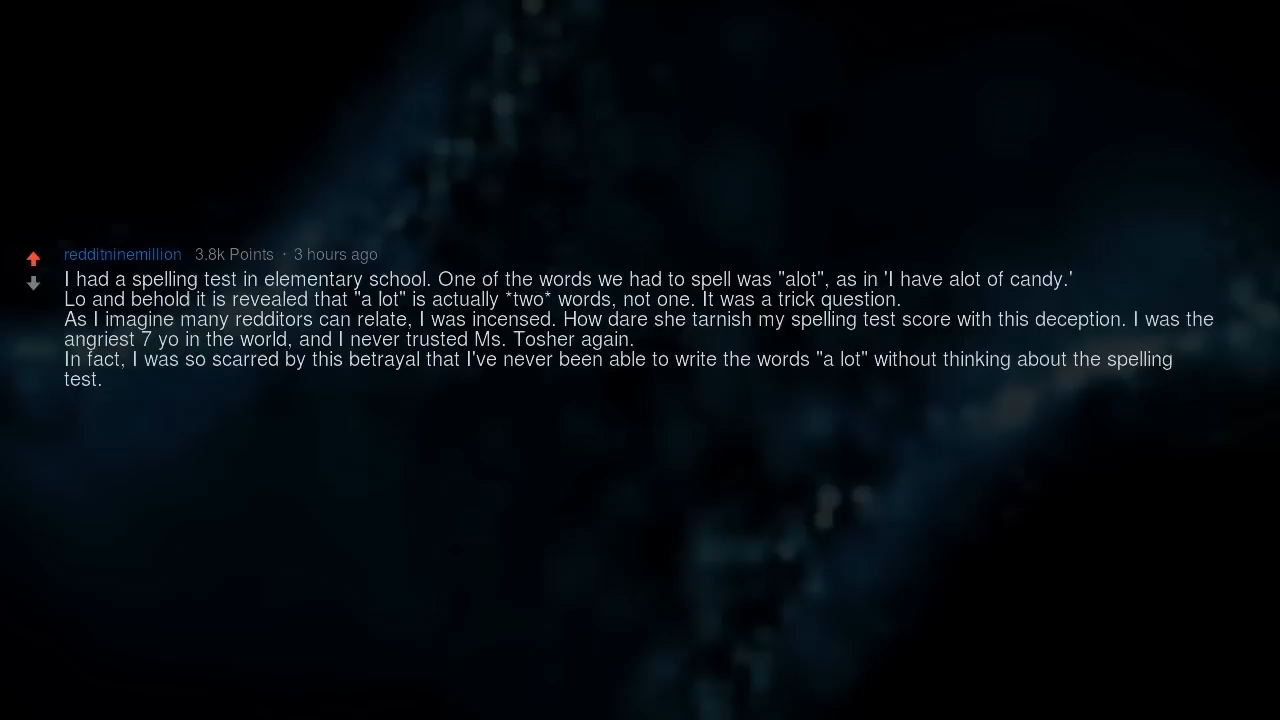 redditninemillion 3.8k Points · 3 hours ago
I had a spelling test in elementary school. One of the words we had to spell was "alot", as in 'I have alot of candy.'
Lo and behold it is revealed that "a lot" is actually *two* words, not one. It was a trick question.
As I imagine many redditors can relate, I was incensed. How dare she tarnish my spelling test score with this deception. I was the
angriest 7 yo in the world, and I never trusted Ms. Tosher again.
In fact, I was so scarred by this betrayal that I've never been able to write the words "a lot" without thinking about the spelling
test.